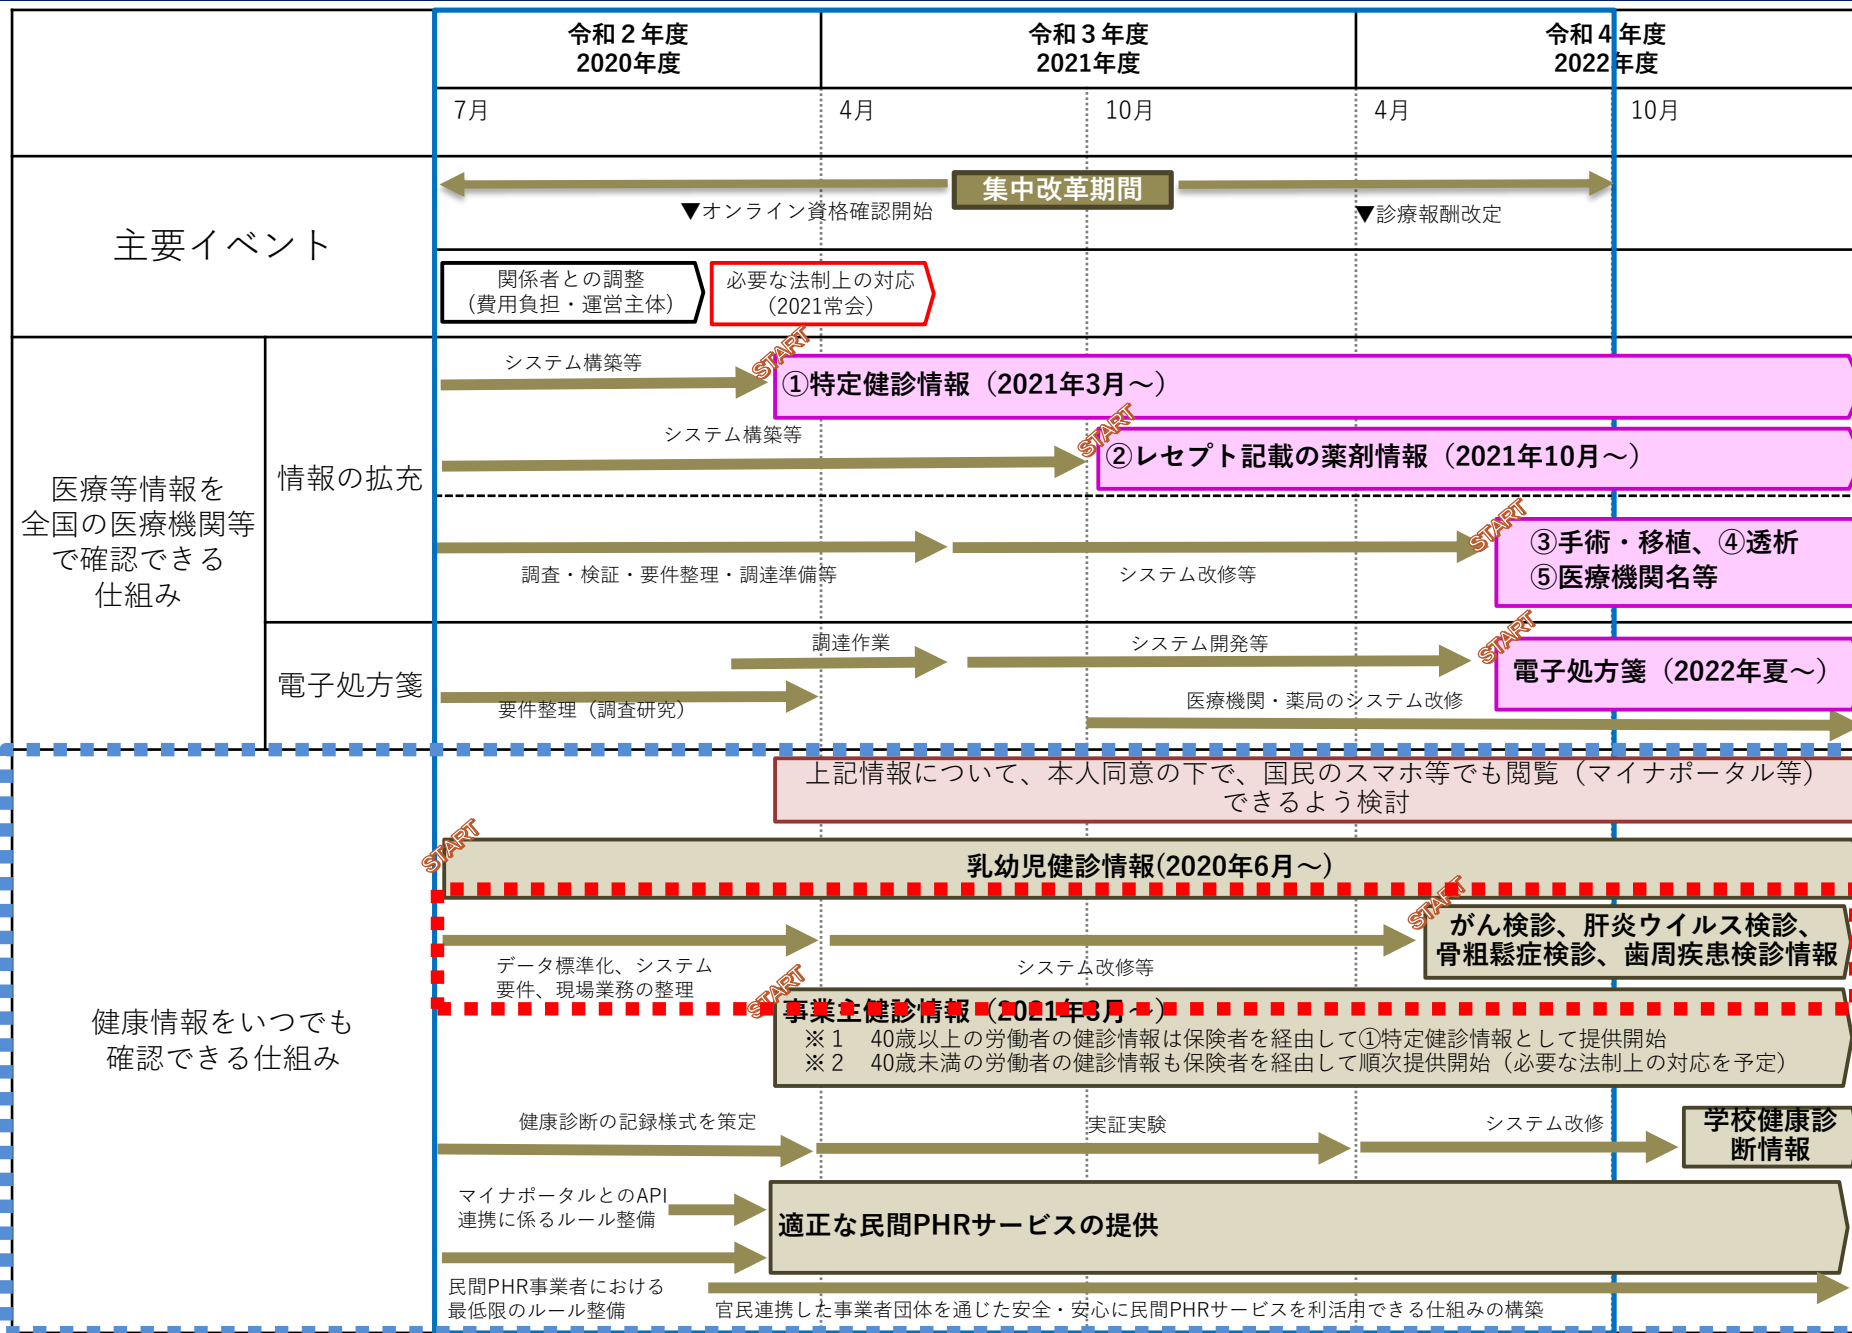 令和２年度
2020年度
令和３年度
2021年度
令和４年度
2022年度
7月
4月
10月
4月
10月
主要イベント
集中改革期間
▼オンライン資格確認開始
▼診療報酬改定
関係者との調整
（費用負担・運営主体）
必要な法制上の対応
（2021常会）
医療等情報を
全国の医療機関等
で確認できる
仕組み
情報の拡充
システム構築等
START
①特定健診情報（2021年3月～）
システム構築等
START
②レセプト記載の薬剤情報（2021年10月～）
調査・検証・要件整理・調達準備等
システム改修等
START
③手術・移植、④透析
⑤医療機関名等
電子処方箋
調達作業
システム開発等
START
電子処方箋（2022年夏～）
要件整理（調査研究）
医療機関・薬局のシステム改修
健康情報をいつでも
確認できる仕組み
上記情報について、本人同意の下で、国民のスマホ等でも閲覧（マイナポータル等）
できるよう検討
START
乳幼児健診情報(2020年6月～)
データ標準化、システム
要件、現場業務の整理
システム改修等
START
がん検診、肝炎ウイルス検診、
骨粗鬆症検診、歯周疾患検診情報
START
事業主健診情報（2021年3月～）
※１　40歳以上の労働者の健診情報は保険者を経由して①特定健診情報として提供開始
※２　40歳未満の労働者の健診情報も保険者を経由して順次提供開始（必要な法制上の対応を予定）
健康診断の記録様式を策定
実証実験
システム改修
学校健康診
断情報
マイナポータルとのAPI
連携に係るルール整備
適正な民間PHRサービスの提供
民間PHR事業者における
最低限のルール整備
官民連携した事業者団体を通じた安全・安心に民間PHRサービスを利活用できる仕組みの構築